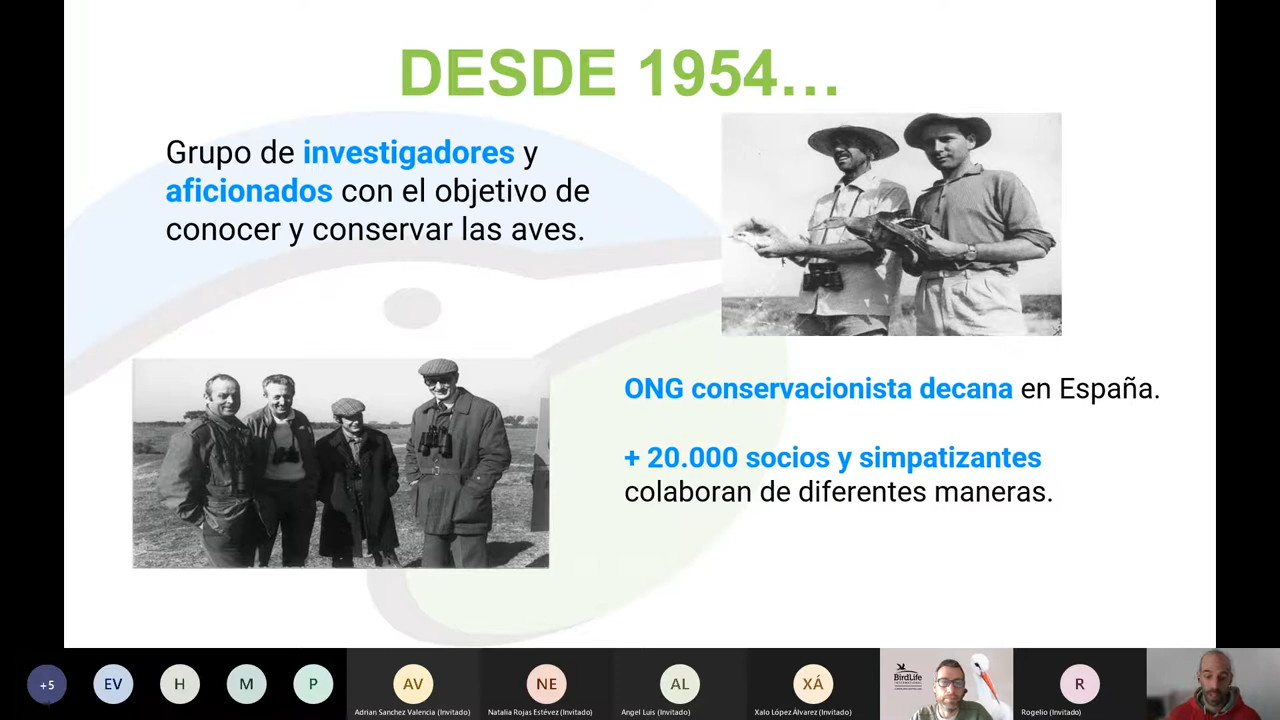 DESDE 1954...
Grupo de investigadores y
aficionados con el objetivo de
conocer y conservar las aves.
ONG conservacionista decana en España.
+ 20.000 socios y simpatizantes
colaboran de diferentes maneras.
+5
EV
H
M
P
AV
NE
AL
XÁ
R
BirdLife
INTERNATIONAL
Adrian Sanchez Valencia (Invitado)
Natalia Rojas Estévez (Invitado)
Angel Luis (Invitado)
Xalo López Álvarez (Invitado)
Rogelio (Invitado)